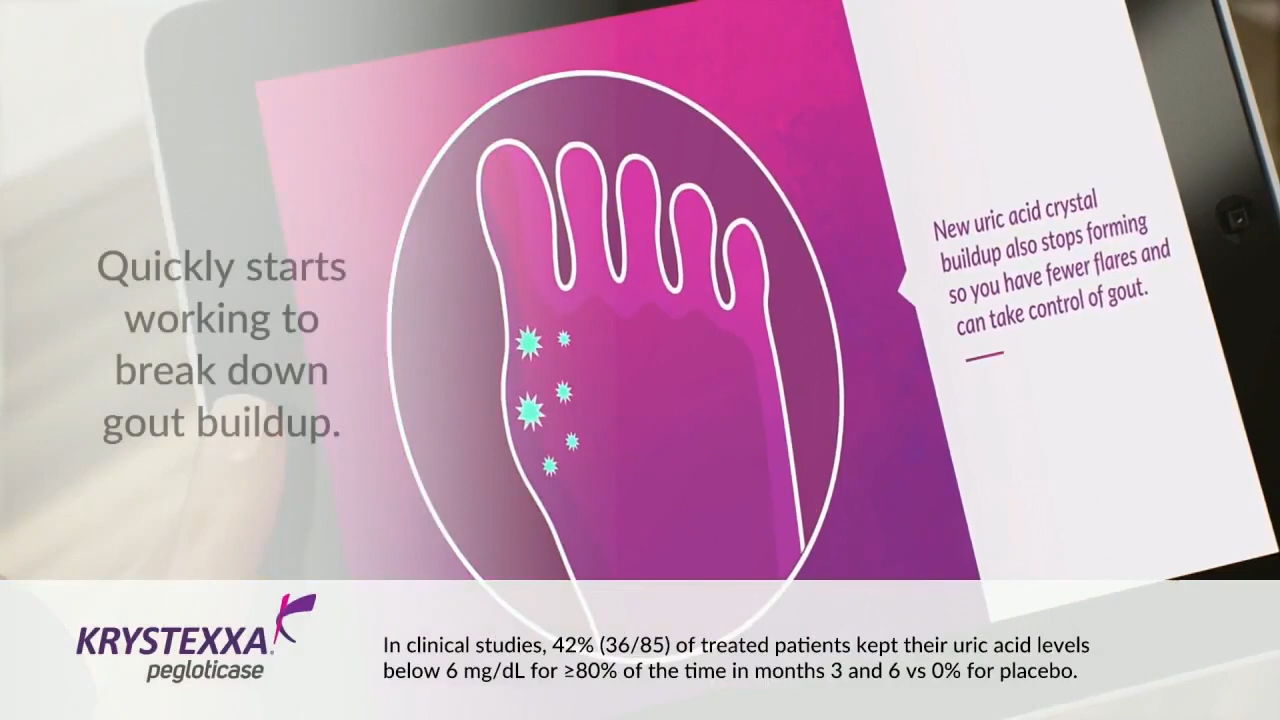 Quickly starts
working to
break down
gout buildup.
New uric acid crystal
buildup also stops forming
so you have fewer flares and
can take control of gout.
KRYSTEXXA®
pegloticase
In clinical studies, 42% (36/85) of treated patients kept their uric acid levels
below 6 mg/dL for ≥80% of the time in months 3 and 6 vs 0% for placebo.